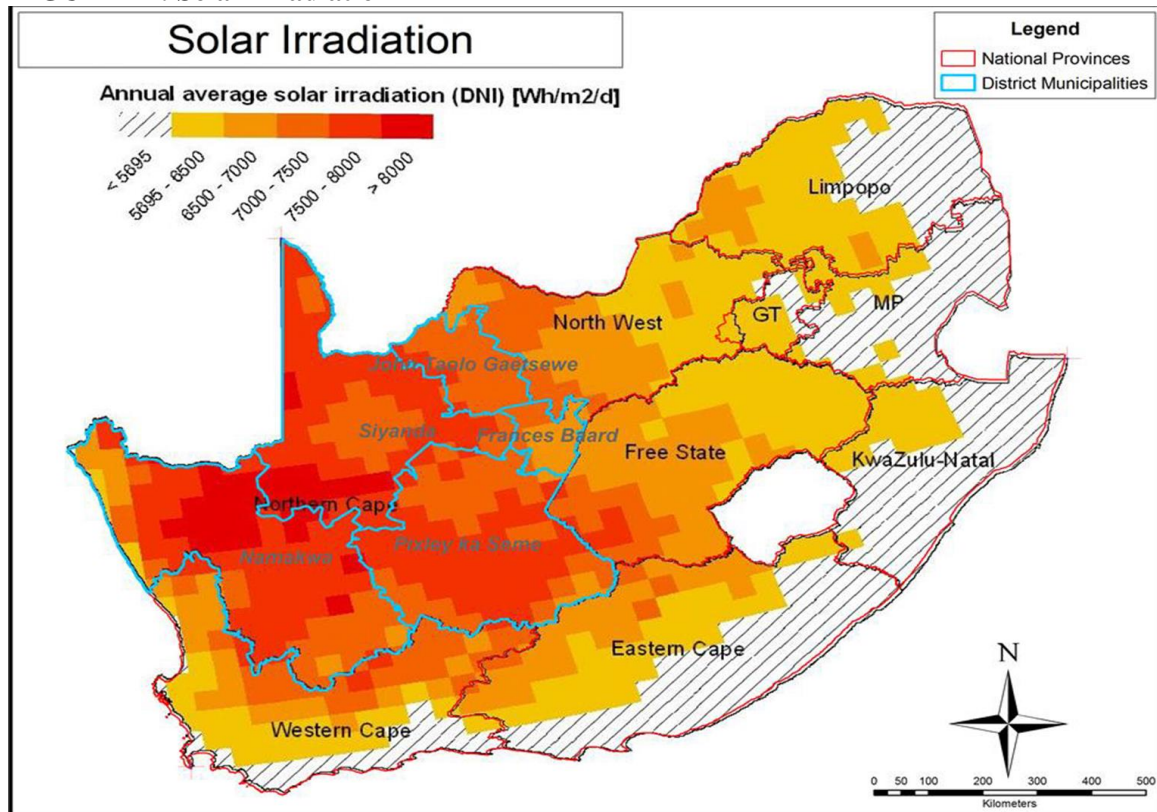 Solar Irradiation
Legend
National Provinces
District Municipalities
Annual average solar irradiation (DNI) [Wh/m2/d]
< 5695
5695 - 6500
6500 - 7000
7000 - 7500
7500 - 8000
> 8000
Limpopo
MP
GT
North West
John Taolo Gaetsewe
Siyanda
Frances Baard
Free State
KwaZulu-Natal
Northern Cape
Pixley ka Seme
Namakwa
Eastern Cape
Western Cape
N
0 50 100 200 300 400 500
Kilometers